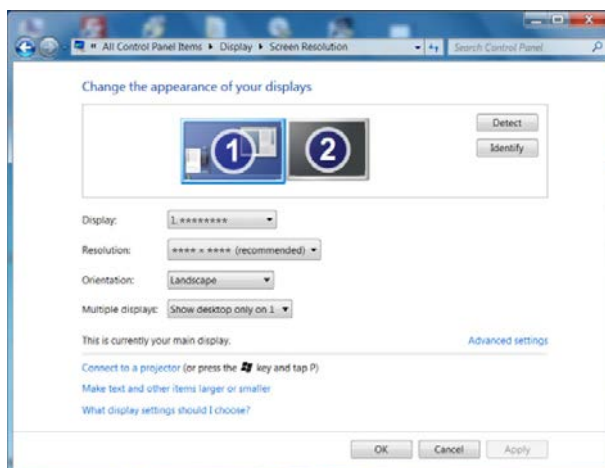 « All Control Panel Items ▸ Display ▸ Screen Resolution
Search Control Panel
Change the appearance of your displays
1
2
Detect
Identify
Display: 1. ********
Resolution: **** × **** (recommended)
Orientation: Landscape
Multiple displays: Show desktop only on 1
This is currently your main display.
Advanced settings
Connect to a projector (or press the key and tap P)
Make text and other items larger or smaller
What display settings should I choose?
OK
Cancel
Apply